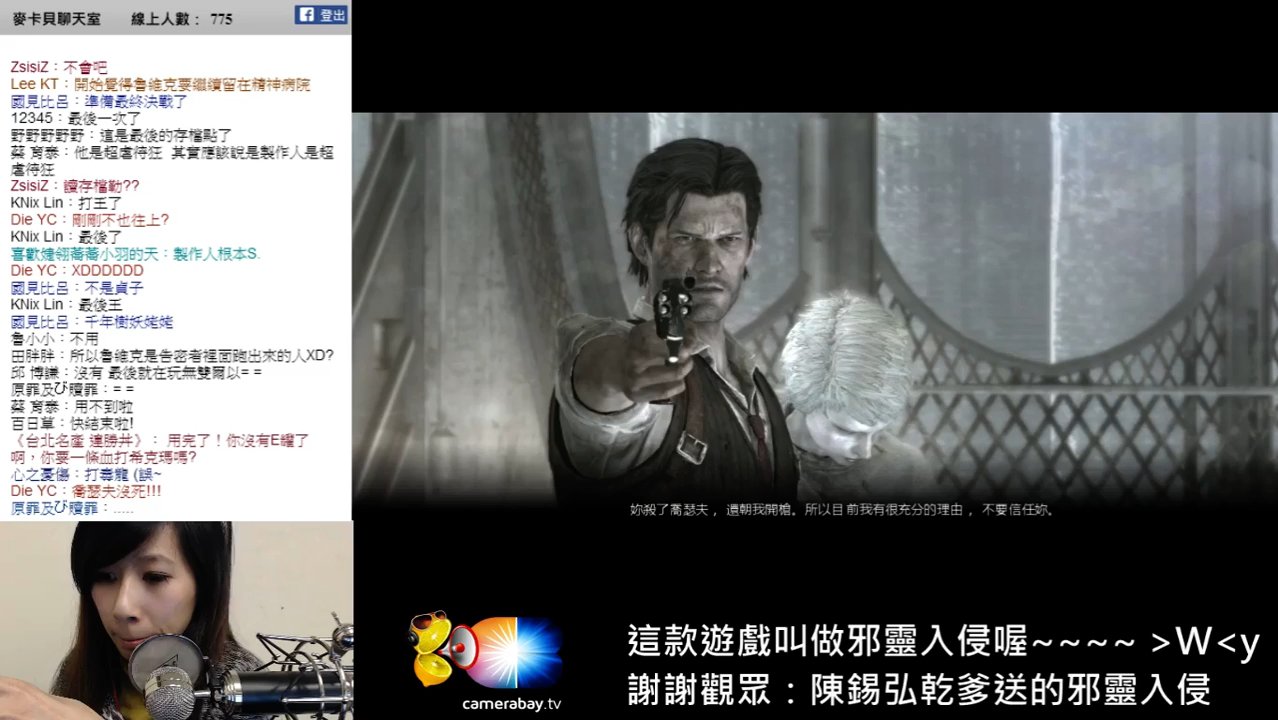 麥卡貝聊天室 線上人數： 775 登出
ZsisiZ：不會吧
Lee KT：開始覺得魯維克要繼續留在精神病院
國見比呂：準備最終決戰了
12345：最後一次了
野野野野野：這是最後的存檔點了
蔡 育泰：他是超虐待狂 其實應該說是製作人是超
虐待狂
ZsisiZ：讀存檔勒??
KNix Lin：打王了
Die YC：剛剛不也往上?
KNix Lin：最後了
喜歡婕翎蕎蕎小羽的天：製作人根本S.
Die YC：XDDDDDD
國見比呂：不是貞子
KNix Lin：最後王
國見比呂：千年樹妖姥姥
魯小小：不用
田胖胖：所以魯維克是告密者裡面跑出來的人XD?
邱 博謙：沒有 最後就在玩無雙爾以= =
原罪及び贖罪：= =
蔡 育泰：用不到啦
百日草：快結束啦!
《台北名產 連勝丼》： 用完了！你沒有E罐了
啊，你要一條血打希克瑪嗎?
心之憂傷：打毒龍 (誤~
Die YC：喬瑟夫沒死!!!
原罪及び贖罪：.....
妳殺了喬瑟夫， 還朝我開槍。所以目前我有很充分的理由， 不要信任妳。
這款遊戲叫做邪靈入侵喔~~~~ >W<y
camerabay.tv
謝謝觀眾：陳錫弘乾爹送的邪靈入侵